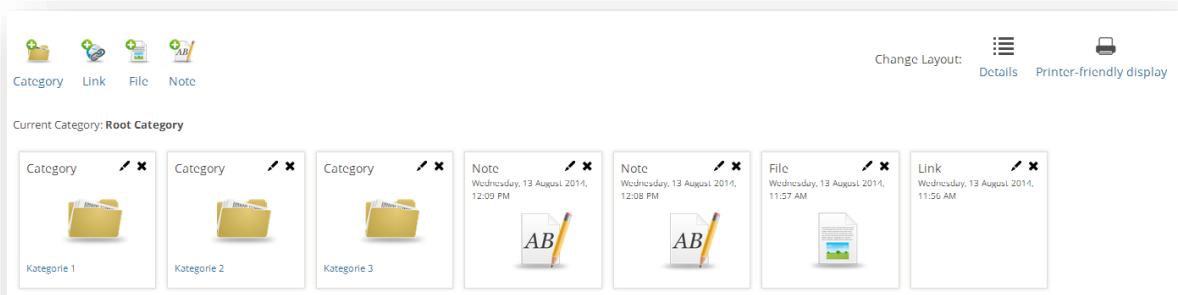 Change Layout:
Category Link File Note
Details Printer-friendly display
Current Category: Root Category
Category
Kategorie 1
Category
Kategorie 2
Category
Kategorie 3
Note
Wednesday, 13 August 2014,
12:09 PM
AB
Note
Wednesday, 13 August 2014,
12:08 PM
AB
File
Wednesday, 13 August 2014,
11:57 AM
Link
Wednesday, 13 August 2014,
11:56 AM